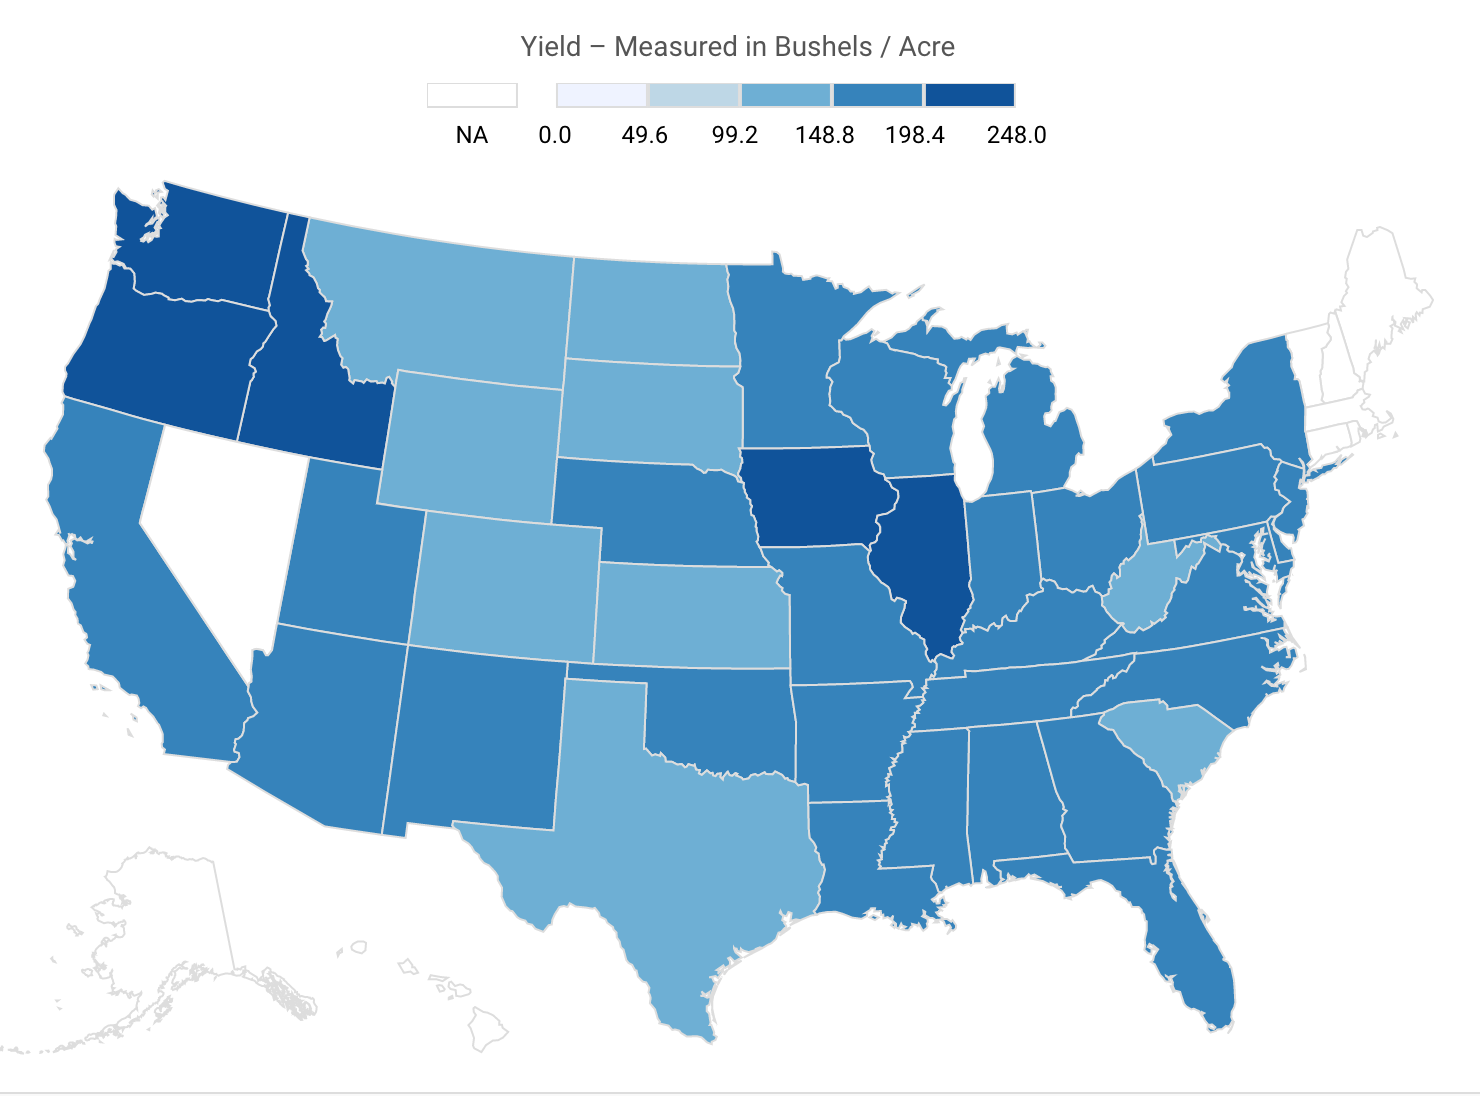 Yield – Measured in Bushels / Acre
NA 0.0 49.6 99.2 148.8 198.4 248.0